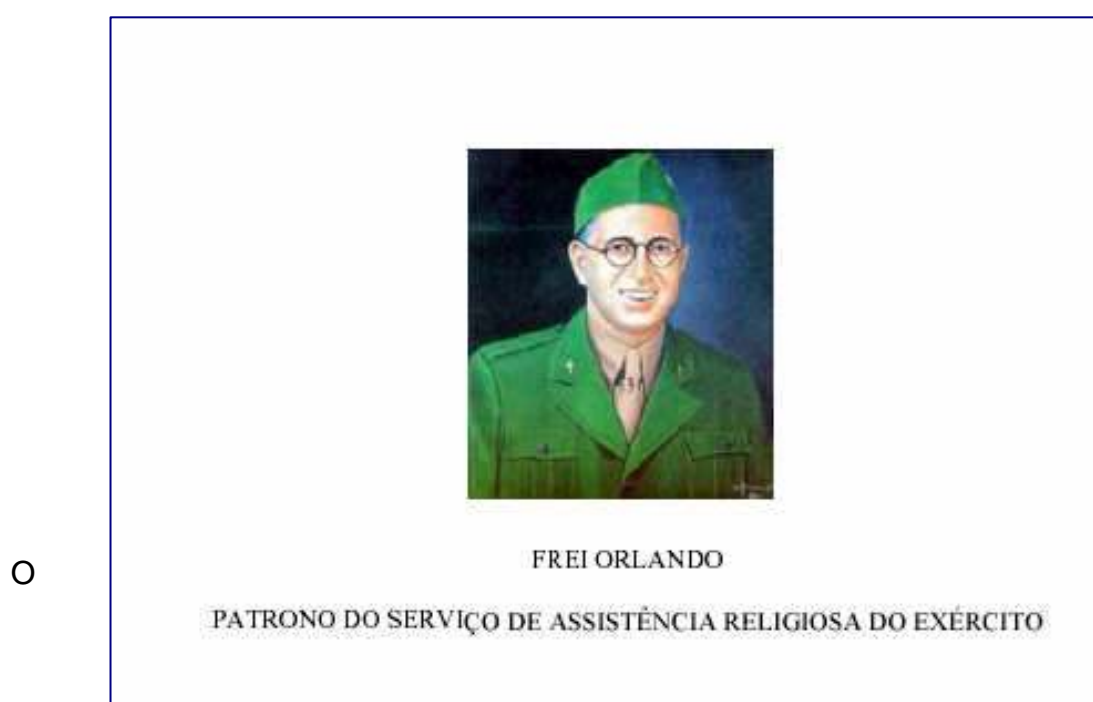 FREI ORLANDO
O
PATRONO DO SERVIÇO DE ASSISTÊNCIA RELIGIOSA DO EXÉRCITO